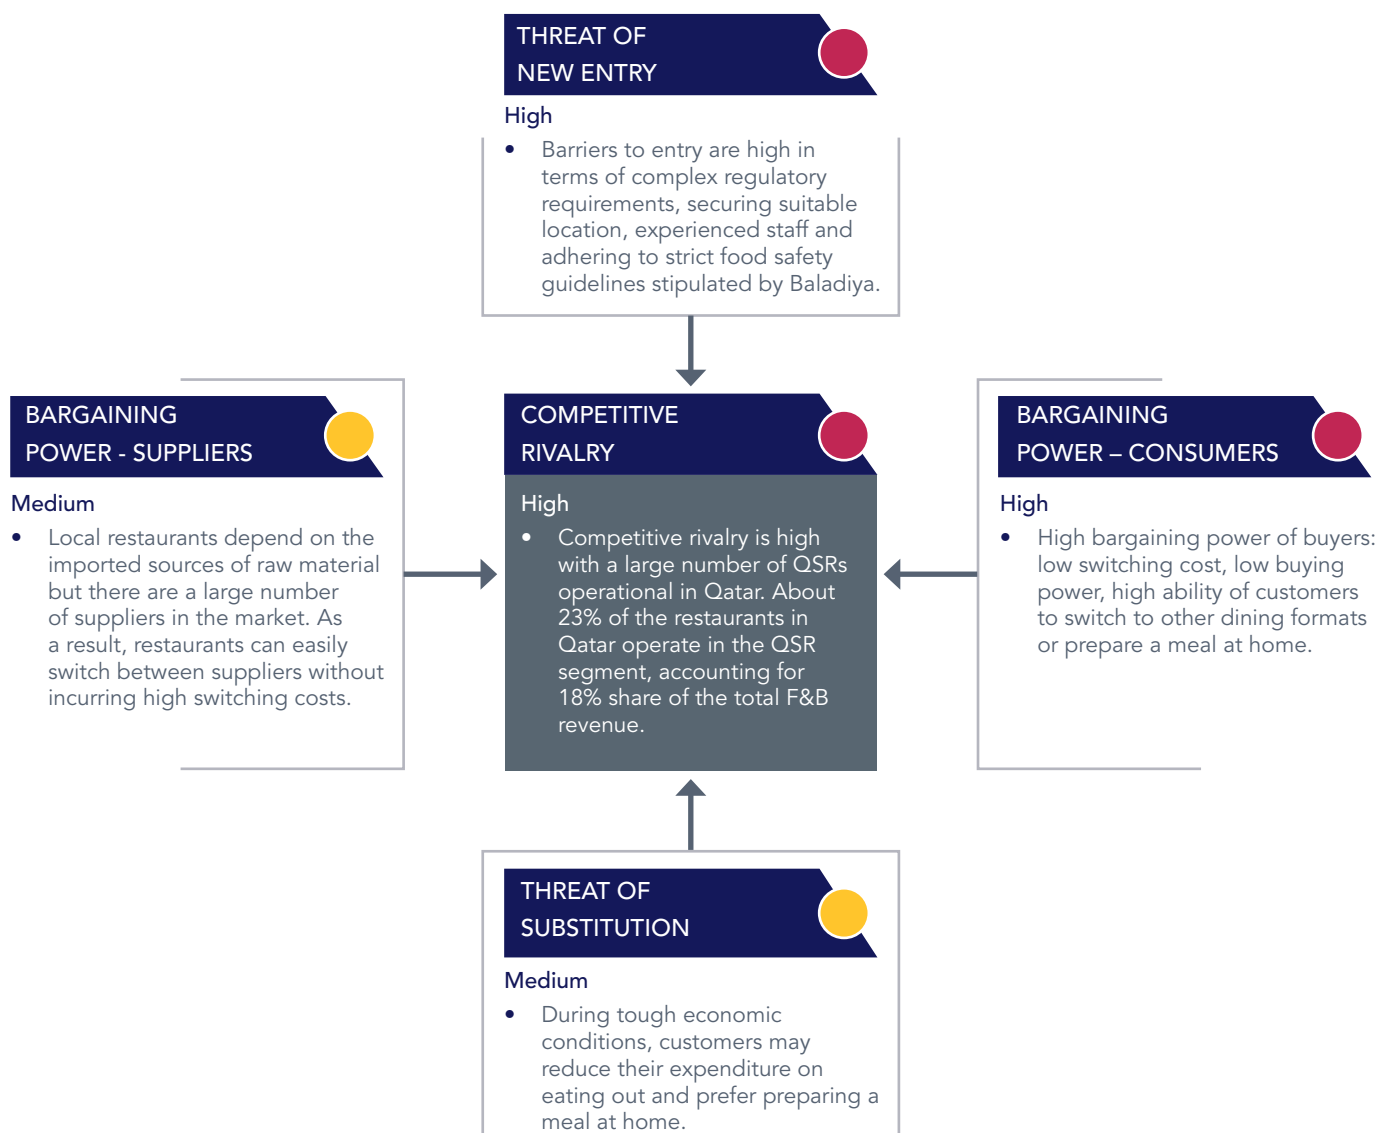 THREAT OF
NEW ENTRY
High
• Barriers to entry are high in
terms of complex regulatory
requirements, securing suitable
location, experienced staff and
adhering to strict food safety
guidelines stipulated by Baladiya.
BARGAINING
POWER - SUPPLIERS
Medium
• Local restaurants depend on the
imported sources of raw material
but there are a large number
of suppliers in the market. As
a result, restaurants can easily
switch between suppliers without
incurring high switching costs.
COMPETITIVE
RIVALRY
High
• Competitive rivalry is high
with a large number of QSRs
operational in Qatar. About
23% of the restaurants in
Qatar operate in the QSR
segment, accounting for
18% share of the total F&B
revenue.
BARGAINING
POWER – CONSUMERS
High
• High bargaining power of buyers:
low switching cost, low buying
power, high ability of customers
to switch to other dining formats
or prepare a meal at home.
THREAT OF
SUBSTITUTION
Medium
• During tough economic
conditions, customers may
reduce their expenditure on
eating out and prefer preparing a
meal at home.